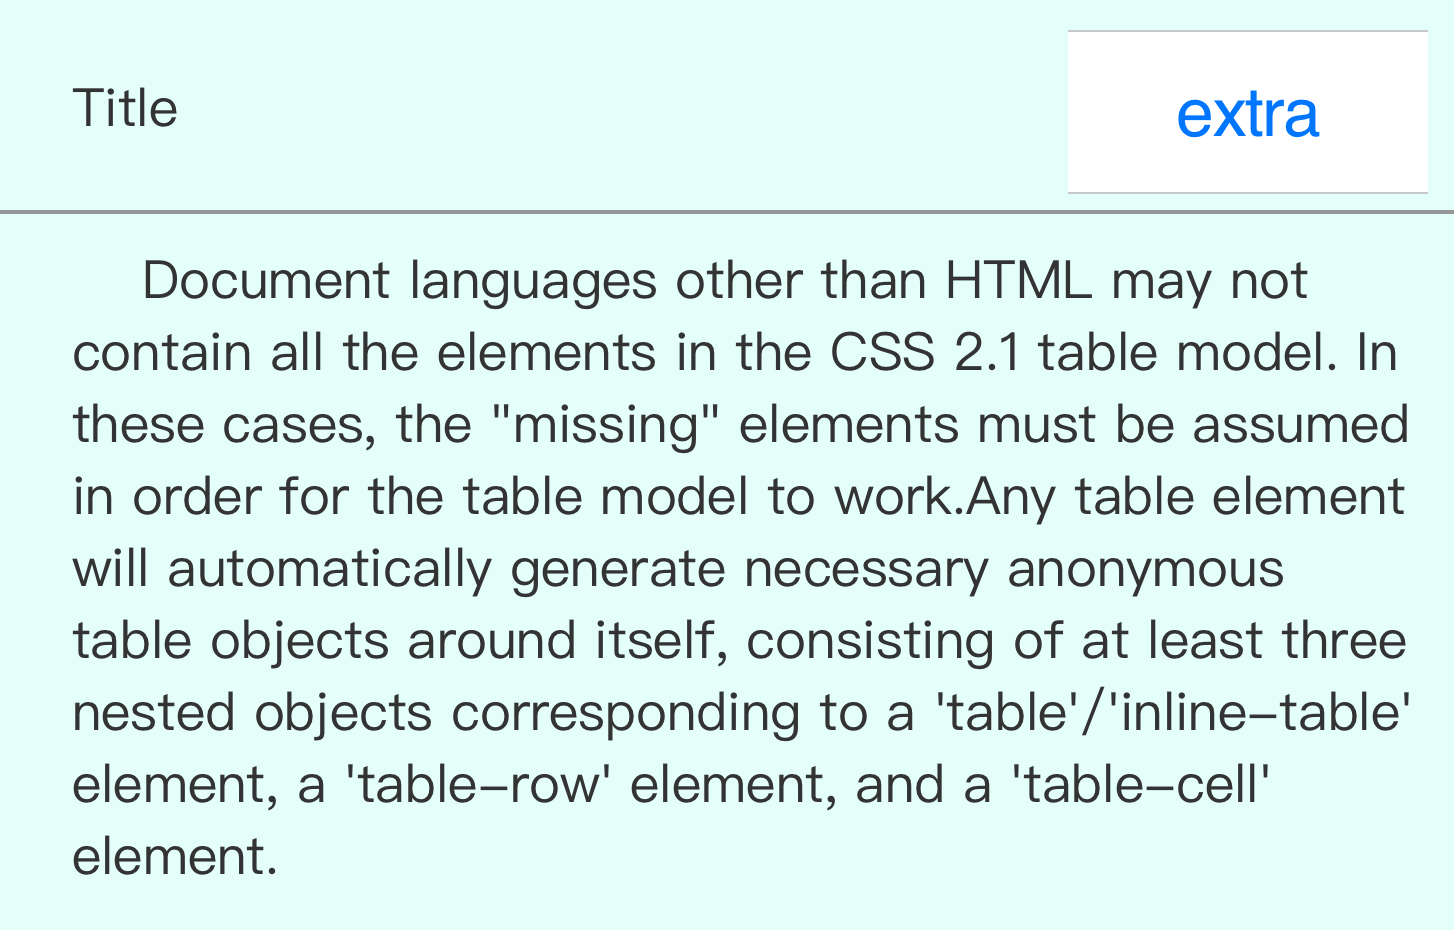 Title
extra
Document languages other than HTML may not
contain all the elements in the CSS 2.1 table model. In
these cases, the "missing" elements must be assumed
in order for the table model to work.Any table element
will automatically generate necessary anonymous
table objects around itself, consisting of at least three
nested objects corresponding to a 'table'/'inline-table'
element, a 'table-row' element, and a 'table-cell'
element.